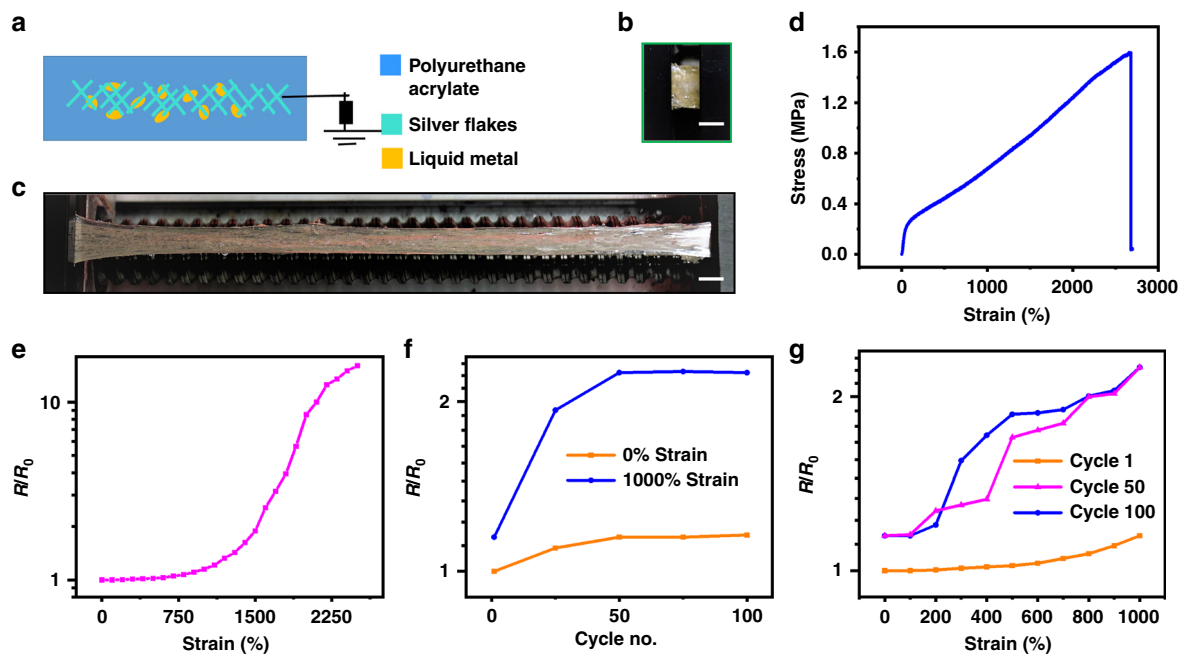 a
Polyurethane
acrylate
Silver flakes
Liquid metal
b
c
d
1.6
1.2
0.8
0.4
0.0
Stress (MPa)
0
1000
2000
3000
Strain (%)
e
10
1
R/R0
0
750
1500
2250
Strain (%)
f
2
1
0% Strain
1000% Strain
0
50
100
Cycle no.
g
2
1
R/R0
Cycle 1
Cycle 50
Cycle 100
0
200
400
600
800
1000
Strain (%)